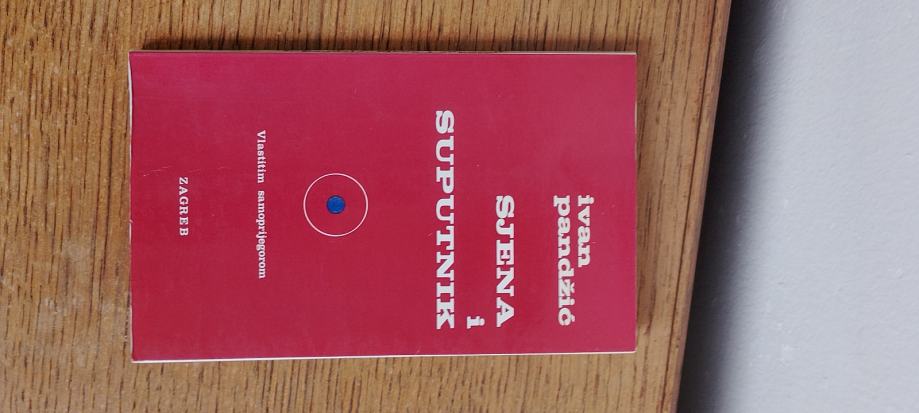 ivan
pandžić
SJENA
i
SUPUTNIK
Vlastitim samoprijegorom
ZAGREB